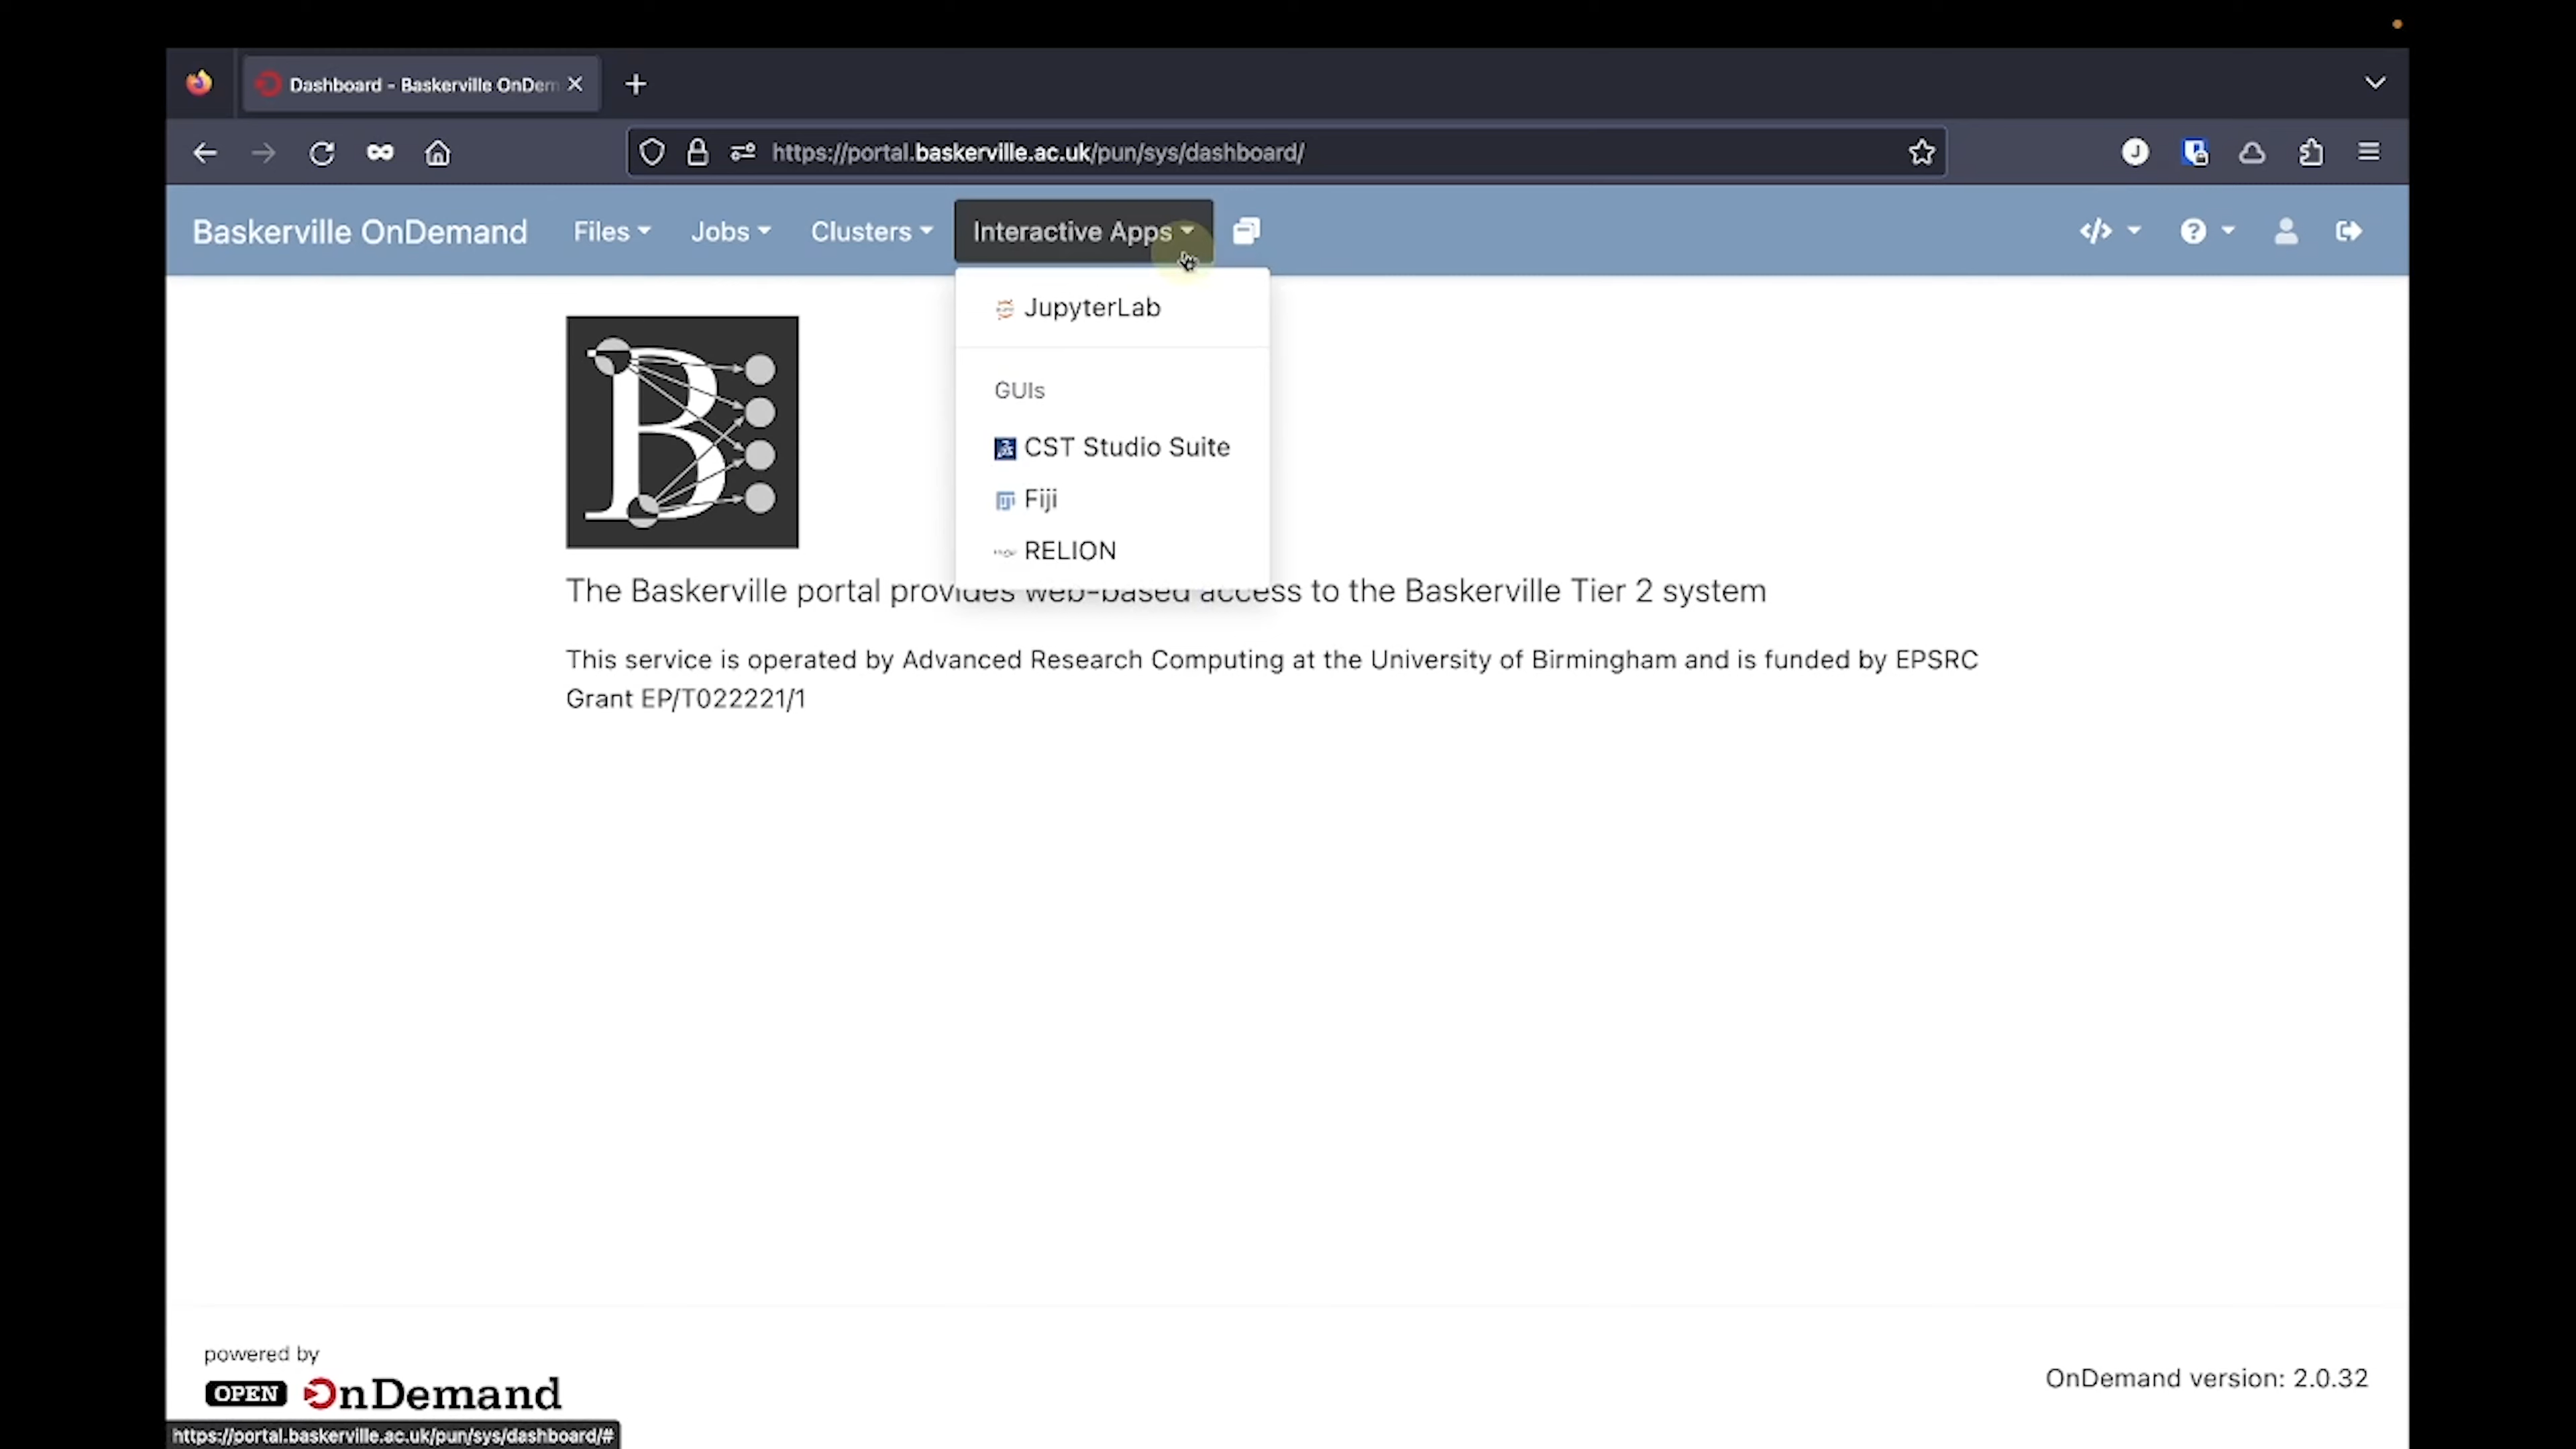 Dashboard - Baskerville OnDem
https://portal.baskerville.ac.uk/pun/sys/dashboard/
Baskerville OnDemand Files Jobs Clusters Interactive Apps
JupyterLab
GUIs
CST Studio Suite
Fiji
RELION
The Baskerville portal provides web-based access to the Baskerville Tier 2 system
This service is operated by Advanced Research Computing at the University of Birmingham and is funded by EPSRC
Grant EP/T022221/1
powered by
OPEN OnDemand
OnDemand version: 2.0.32
https://portal.baskerville.ac.uk/pun/sys/dashboard/#